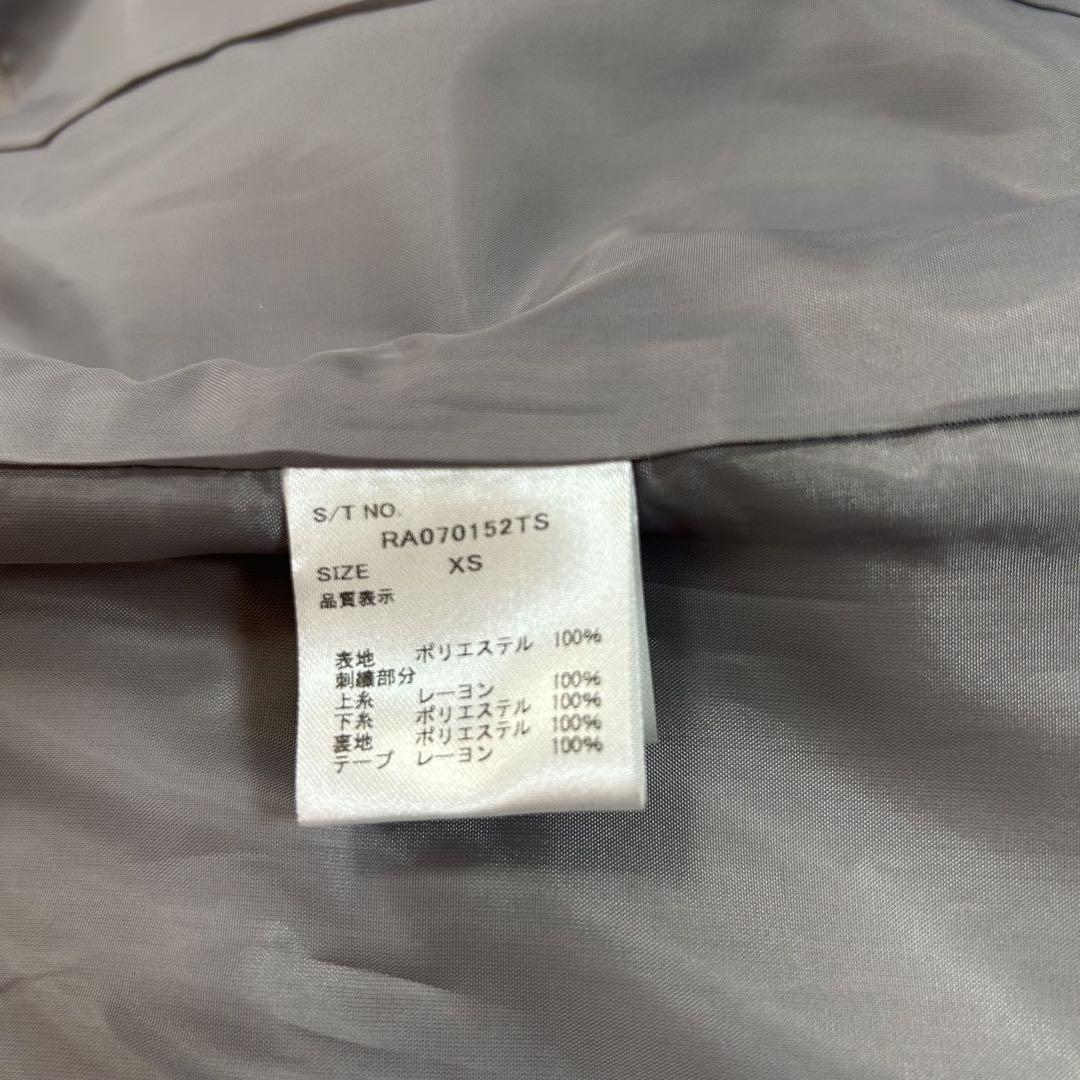 S/T NO.
RA070152TS
SIZE XS
品質表示
表地 ポリエステル 100%
刺繍部分
上糸 レーヨン 100%
下糸 ポリエステル 100%
裏地 ポリエステル 100%
テープ レーヨン 100%